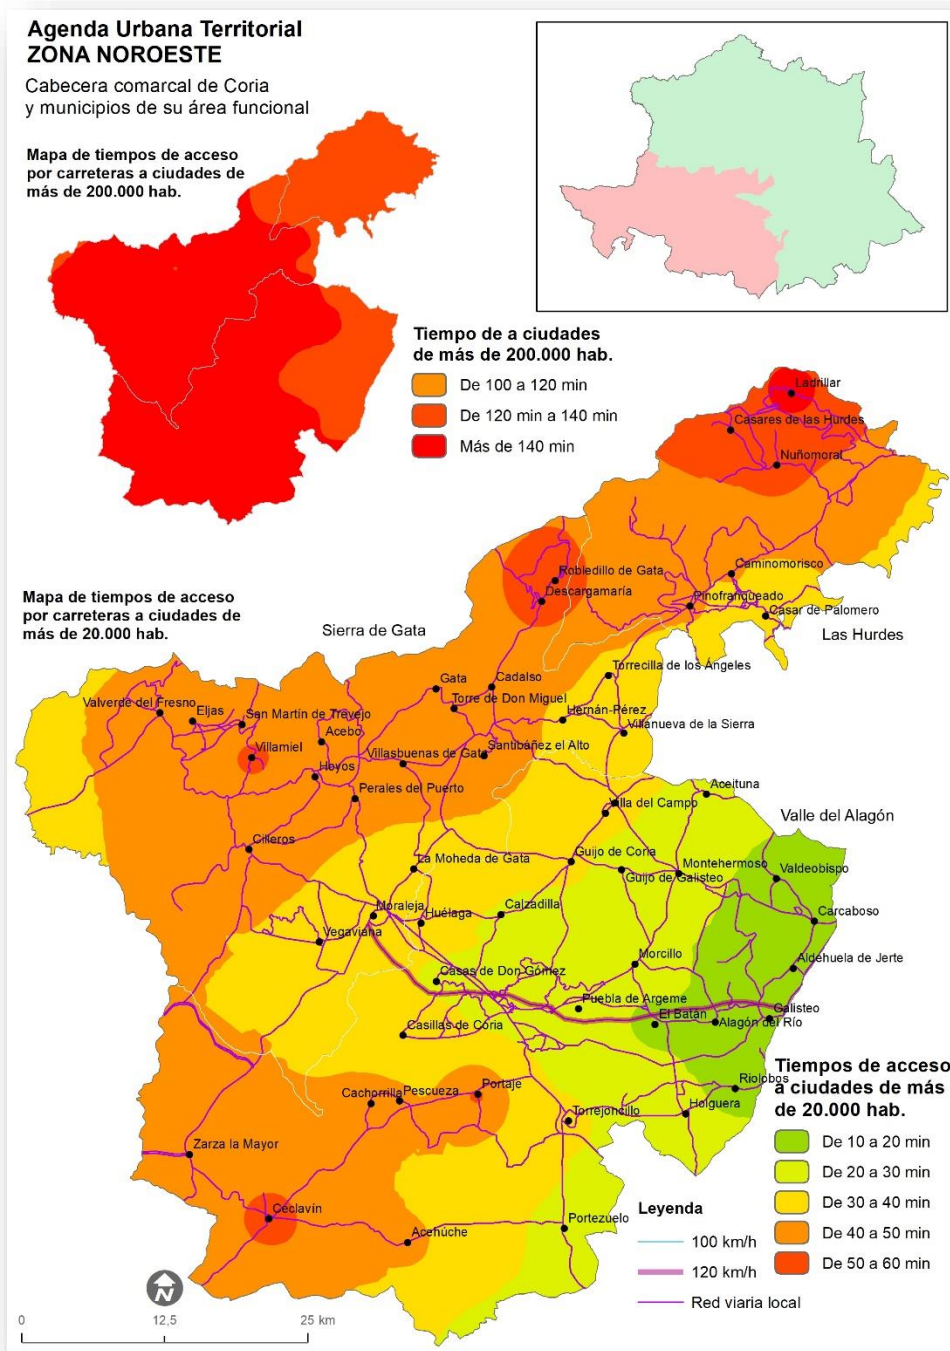 Agenda Urbana Territorial
ZONA NOROESTE
Cabecera comarcal de Coria
y municipios de su área funcional
Mapa de tiempos de acceso
por carreteras a ciudades de
más de 200.000 hab.
Tiempo de a ciudades
de más de 200.000 hab.
De 100 a 120 min
De 120 min a 140 min
Más de 140 min
Mapa de tiempos de acceso
por carreteras a ciudades de
más de 20.000 hab.
Ladrillar
Casares de las Hurdes
Nuñomoral
Robledillo de Gata
Descargamaría
Caminomorisco
Pinofranqueado
Casar de Palomero
Las Hurdes
Sierra de Gata
Torrecilla de los Ángeles
Gata
Cadalso
Torre de Don Miguel
Hernán-Pérez
Villanueva de la Sierra
Valverde del Fresno
Eljas
San Martín de Trevejo
Acebo
Villamiel
Villasbuenas de Gata
Santibáñez el Alto
Hoyos
Perales del Puerto
Aceituna
Villa del Campo
Valle del Alagón
Cilleros
La Moheda de Gata
Guijo de Coria
Guijo de Galisteo
Montehermoso
Valdeobispo
Moraleja
Huélaga
Calzadilla
Carcaboso
Vegaviana
Casas de Don Gómez
Morcillo
Aldehuela de Jerte
Puebla de Argeme
El Batán
Alagón del Río
Galisteo
Casillas de Coria
Riolobos
Cachorrilla
Pescueza
Portaje
Torrejoncillo
Holguera
Zarza la Mayor
Ceclavín
Acehúche
Portezuelo
Tiempos de acceso
a ciudades de más
de 20.000 hab.
De 10 a 20 min
De 20 a 30 min
De 30 a 40 min
De 40 a 50 min
De 50 a 60 min
Leyenda
100 km/h
120 km/h
Red viaria local
N
0 12,5 25 km